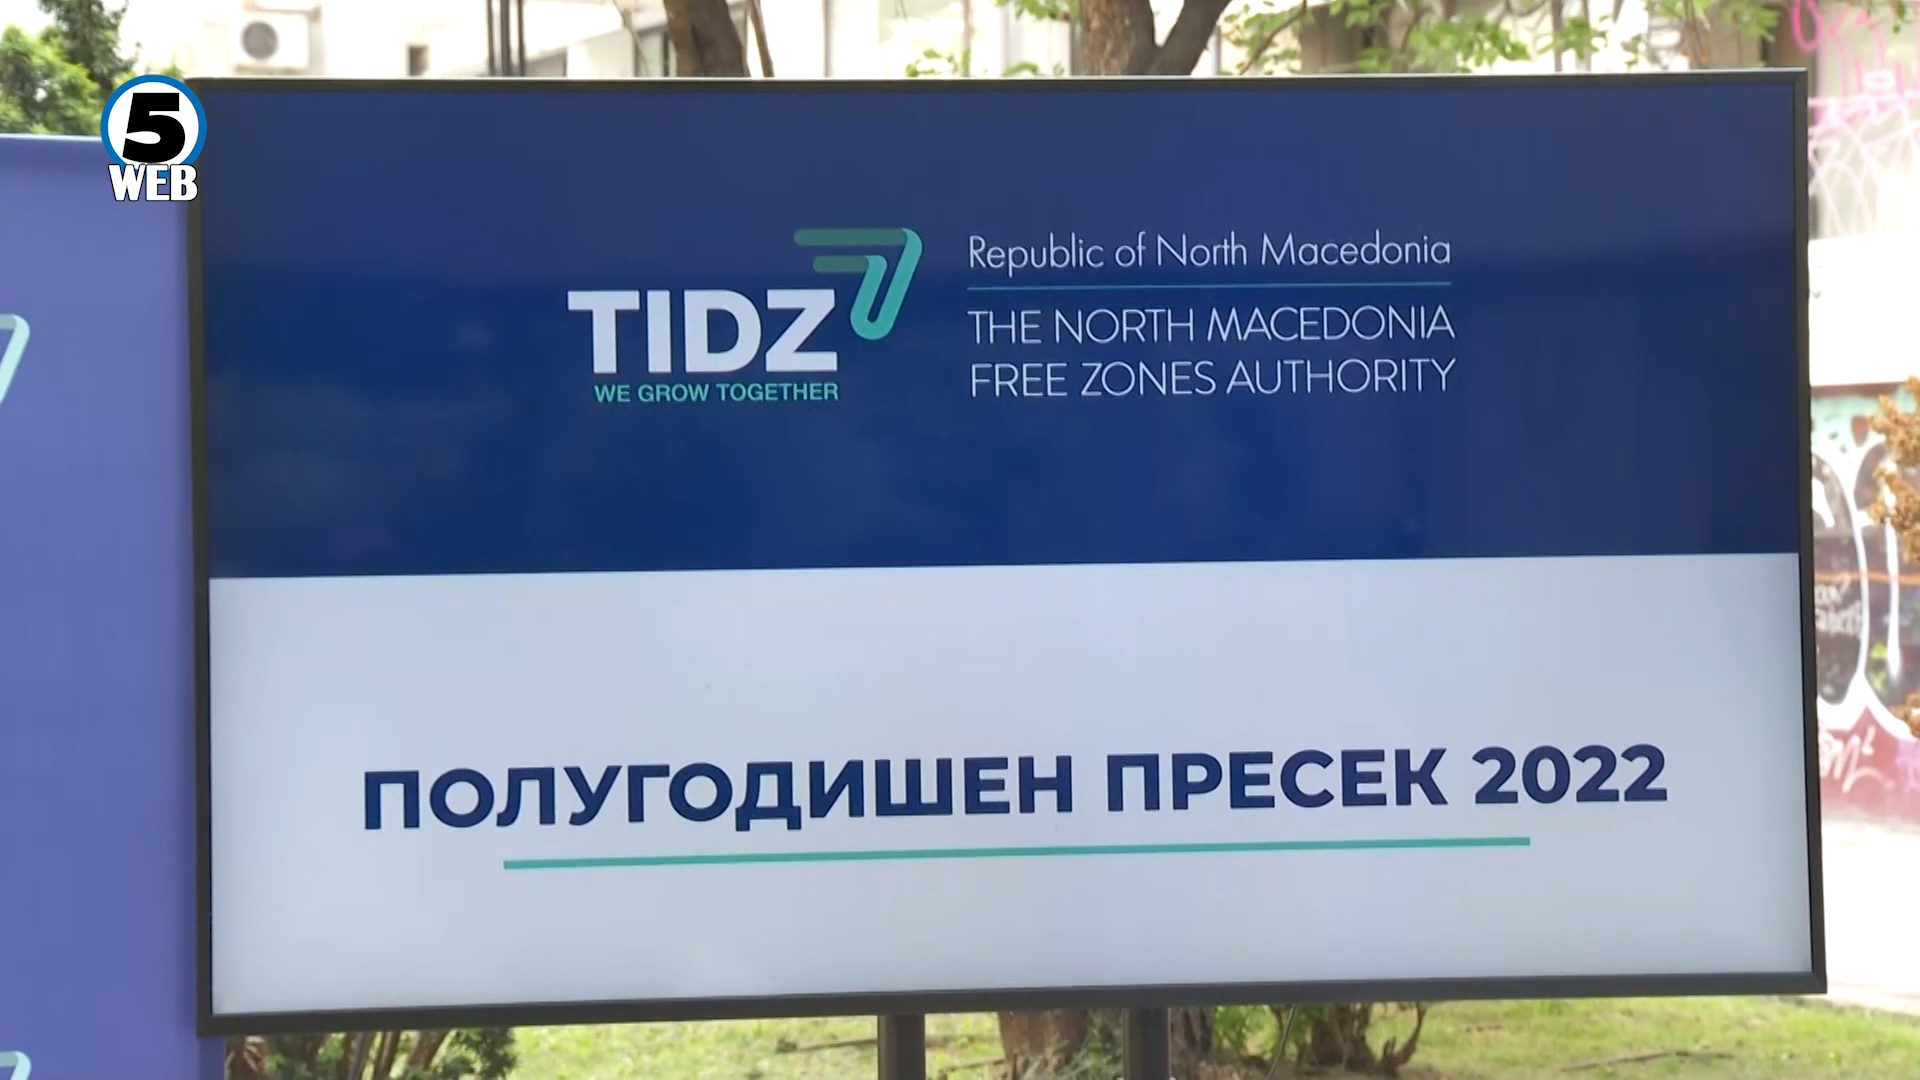 5
WEB
TIDZ
WE GROW TOGETHER
Republic of North Macedonia
THE NORTH MACEDONIA
FREE ZONES AUTHORITY
ПОЛУГОДИШЕН ПРЕСЕК 2022